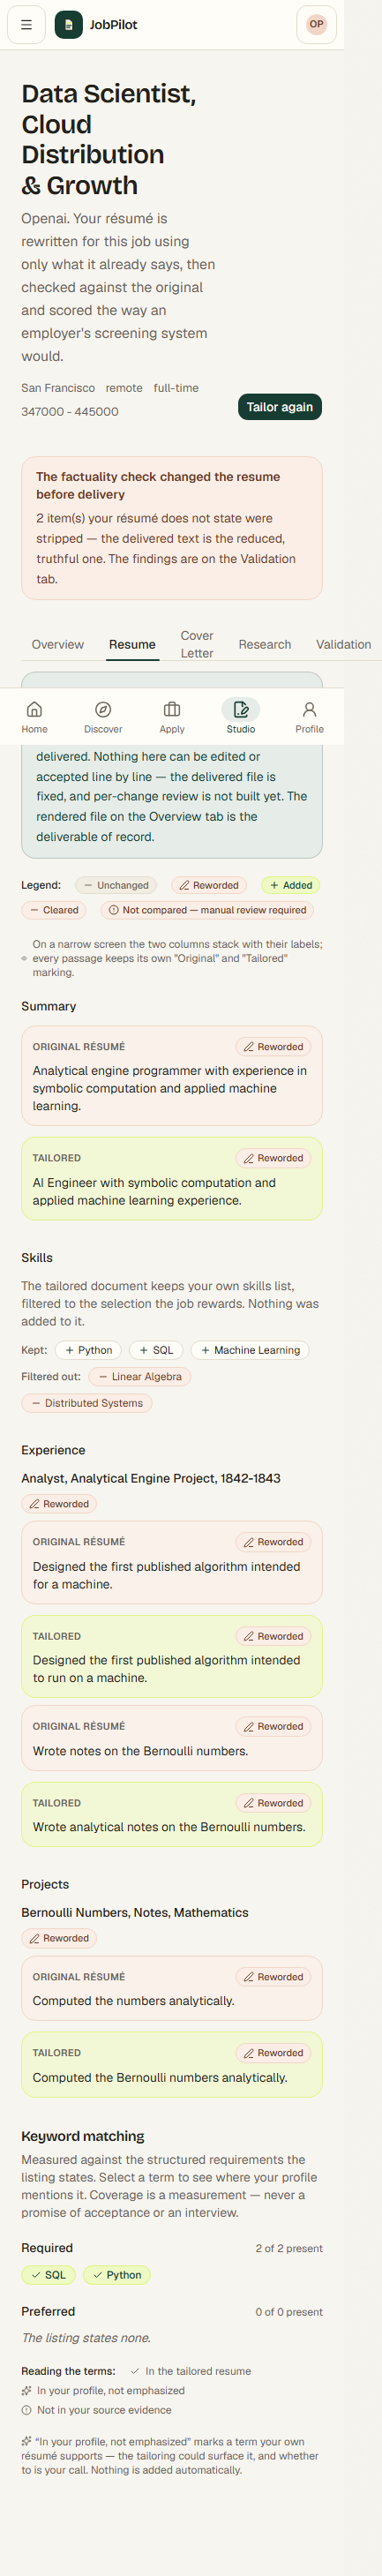 JobPilot
OP
Data Scientist,
Cloud
Distribution
& Growth
Openai. Your résumé is
rewritten for this job using
only what it already says, then
checked against the original
and scored the way an
employer's screening system
would.
San Francisco remote full-time
347000 - 445000
Tailor again
The factuality check changed the resume
before delivery
2 item(s) your résumé does not state were
stripped — the delivered text is the reduced,
truthful one. The findings are on the Validation
tab.
Overview Resume Cover Letter Research Validation
Home Discover Apply Studio Profile
delivered. Nothing here can be edited or
accepted line by line — the delivered file is
fixed, and per-change review is not built yet. The
rendered file on the Overview tab is the
deliverable of record.
Legend: Unchanged Reworded Added
Cleared Not compared — manual review required
On a narrow screen the two columns stack with their labels;
every passage keeps its own "Original" and "Tailored"
marking.
Summary
ORIGINAL RÉSUMÉ Reworded
Analytical engine programmer with experience in
symbolic computation and applied machine
learning.
TAILORED Reworded
AI Engineer with symbolic computation and
applied machine learning experience.
Skills
The tailored document keeps your own skills list,
filtered to the selection the job rewards. Nothing was
added to it.
Kept: Python SQL Machine Learning
Filtered out: Linear Algebra
Distributed Systems
Experience
Analyst, Analytical Engine Project, 1842-1843
Reworded
ORIGINAL RÉSUMÉ Reworded
Designed the first published algorithm intended
for a machine.
TAILORED Reworded
Designed the first published algorithm intended
to run on a machine.
ORIGINAL RÉSUMÉ Reworded
Wrote notes on the Bernoulli numbers.
TAILORED Reworded
Wrote analytical notes on the Bernoulli numbers.
Projects
Bernoulli Numbers, Notes, Mathematics
Reworded
ORIGINAL RÉSUMÉ Reworded
Computed the numbers analytically.
TAILORED Reworded
Computed the Bernoulli numbers analytically.
Keyword matching
Measured against the structured requirements the
listing states. Select a term to see where your profile
mentions it. Coverage is a measurement — never a
promise of acceptance or an interview.
Required 2 of 2 present
SQL Python
Preferred 0 of 0 present
The listing states none.
Reading the terms: In the tailored resume
In your profile, not emphasized
Not in your source evidence
“In your profile, not emphasized” marks a term your own
résumé supports — the tailoring could surface it, and whether
to is your call. Nothing is added automatically.